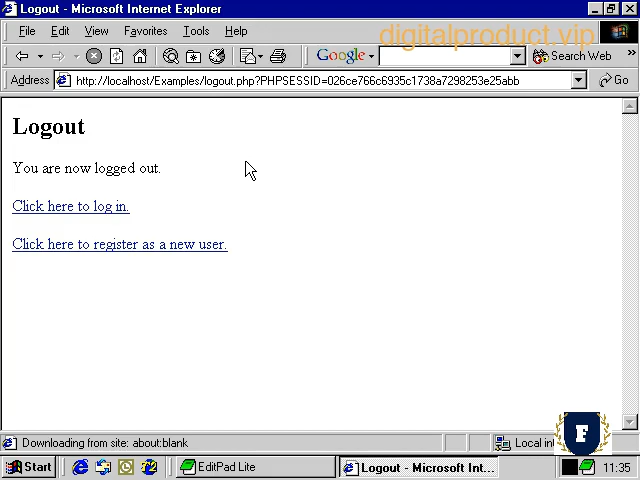 Logout - Microsoft Internet Explorer
File Edit View Favorites Tools Help
digitalproduct.vip
Google Search Web »
Address http://localhost/Examples/logout.php?PHPSESSID=026ce766c6935c1738a7298253e25abb Go
Logout
You are now logged out.
Click here to log in.
Click here to register as a new user.
Downloading from site: about:blank
Local in
F
Start EditPad Lite Logout - Microsoft Int... 11:35